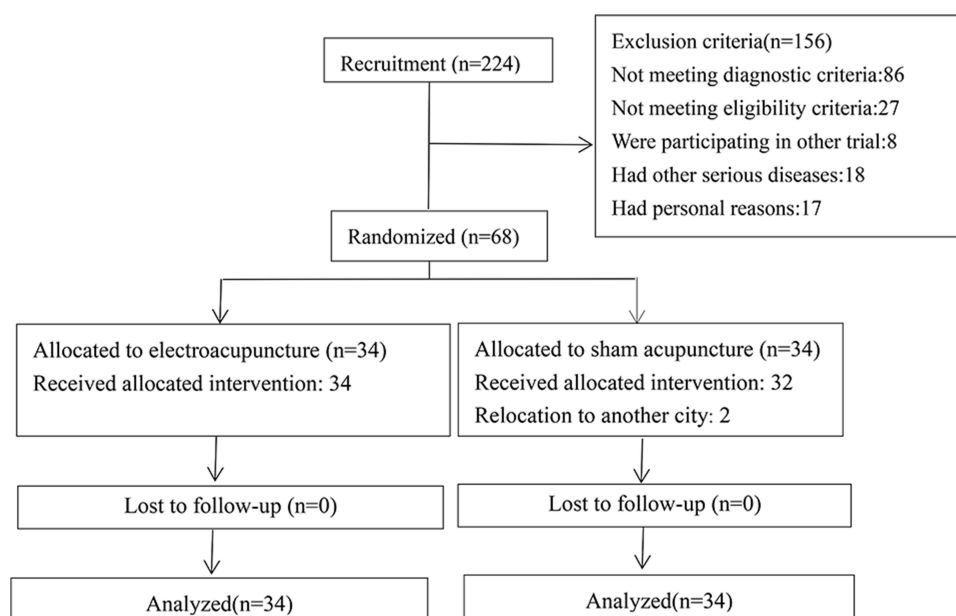 Recruitment (n=224)
Exclusion criteria(n=156)
Not meeting diagnostic criteria:86
Not meeting eligibility criteria:27
Were participating in other trial:8
Had other serious diseases:18
Had personal reasons:17
Randomized (n=68)
Allocated to electroacupuncture (n=34)
Received allocated intervention: 34
Allocated to sham acupuncture (n=34)
Received allocated intervention: 32
Relocation to another city: 2
Lost to follow-up (n=0)
Lost to follow-up (n=0)
Analyzed(n=34)
Analyzed(n=34)